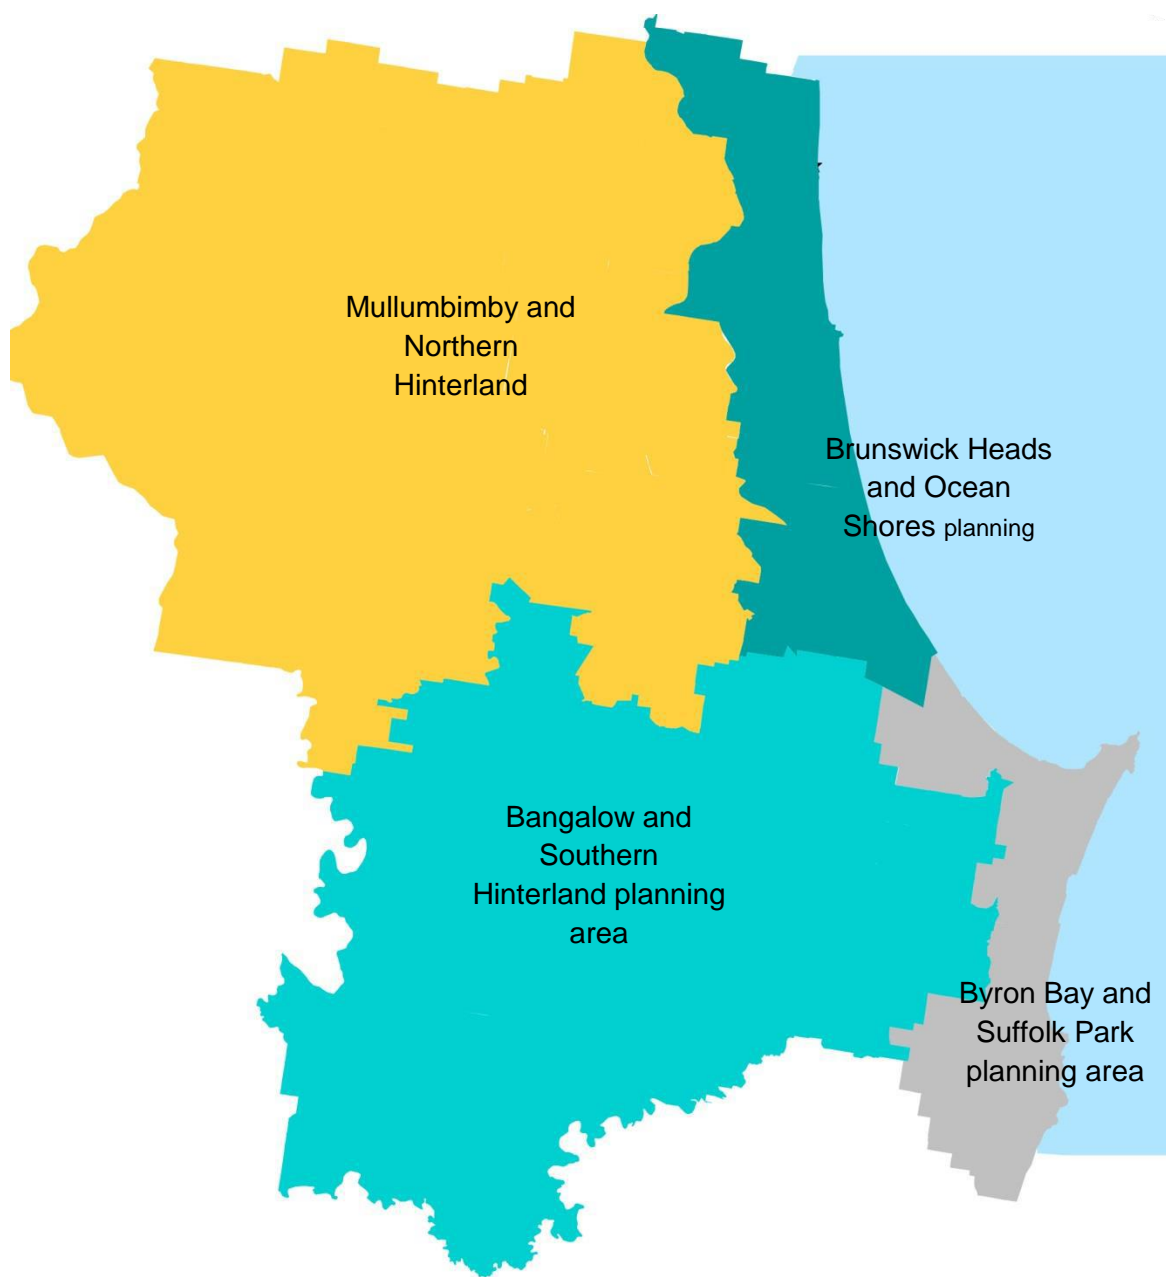 Mullumbimby and
Northern
Hinterland
Brunswick Heads
and Ocean
Shores planning
Bangalow and
Southern
Hinterland planning
area
Byron Bay and
Suffolk Park
planning area